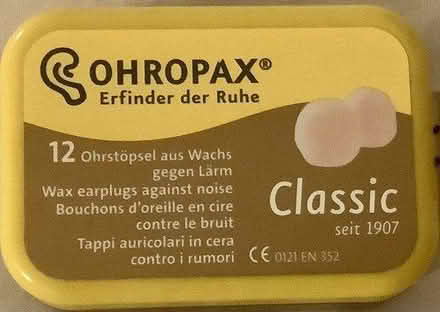 OHROPAX®
Erfinder der Ruhe
12 Ohrstöpsel aus Wachs
gegen Lärm
Wax earplugs against noise
Bouchons d'oreille en cire
contre le bruit
Tappi auricolari in cera
contro i rumori
Classic
seit 1907
CE 0121 EN 352